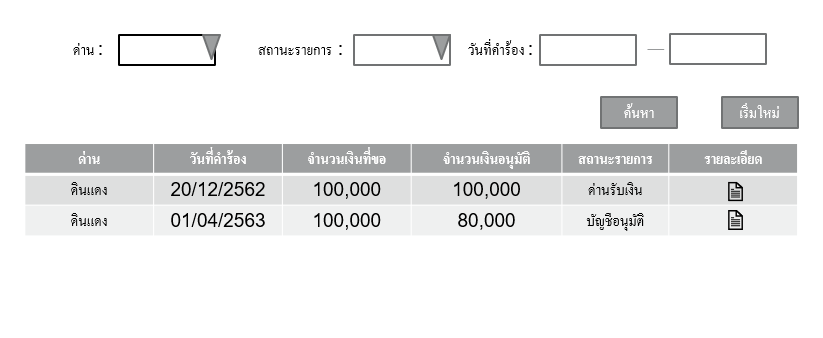 ด่าน : สถานะรายการ : วันที่คำร้อง : —
ค้นหา เริ่มใหม่
ด่าน วันที่คำร้อง จำนวนเงินที่ขอ จำนวนเงินอนุมัติ สถานะรายการ รายละเอียด
ดินแดง 20/12/2562 100,000 100,000 ด่านรับเงิน
ดินแดง 01/04/2563 100,000 80,000 บัญชีอนุมัติ